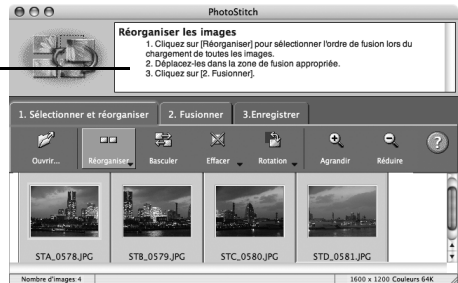 PhotoStitch
Réorganiser les images
1. Cliquez sur [Réorganiser] pour sélectionner l'ordre de fusion lors du
chargement de toutes les images.
2. Déplacez-les dans la zone de fusion appropriée.
3. Cliquez sur [2. Fusionner].
1. Sélectionner et réorganiser 2. Fusionner 3.Enregistrer
Ouvrir... Réorganiser Basculer Effacer Rotation Agrandir Réduire ?
STA_0578.JPG STB_0579.JPG STC_0580.JPG STD_0581.JPG
Nombre d'images: 4 1600 x 1200 Couleurs 64K